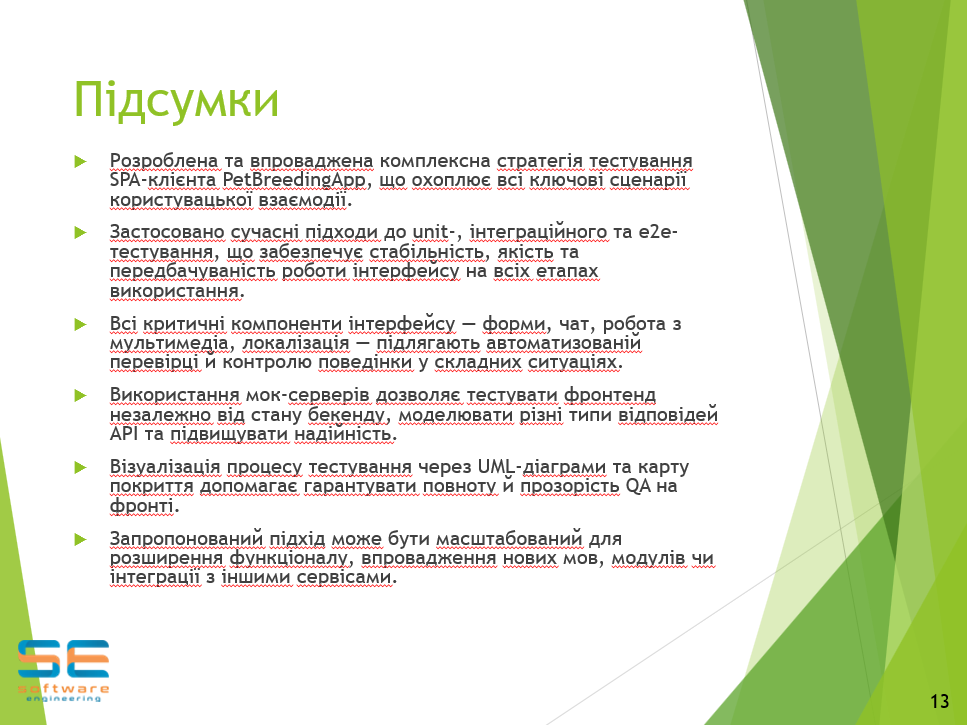 Підсумки
Розроблена та впроваджена комплексна стратегія тестування
SPA-клієнта PetBreedingApp, що охоплює всі ключові сценарії
користувацької взаємодії.
Застосовано сучасні підходи до unit-, інтеграційного та e2e-
тестування, що забезпечує стабільність, якість та
передбачуваність роботи інтерфейсу на всіх етапах
використання.
Всі критичні компоненти інтерфейсу — форми, чат, робота з
мультимедіа, локалізація — підлягають автоматизованій
перевірці й контролю поведінки у складних ситуаціях.
Використання мок-серверів дозволяє тестувати фронтенд
незалежно від стану бекенду, моделювати різні типи відповідей
API та підвищувати надійність.
Візуалізація процесу тестування через UML-діаграми та карту
покриття допомагає гарантувати повноту й прозорість QA на
фронті.
Запропонований підхід може бути масштабований для
розширення функціоналу, впровадження нових мов, модулів чи
інтеграції з іншими сервісами.
SE
software
engineering
13